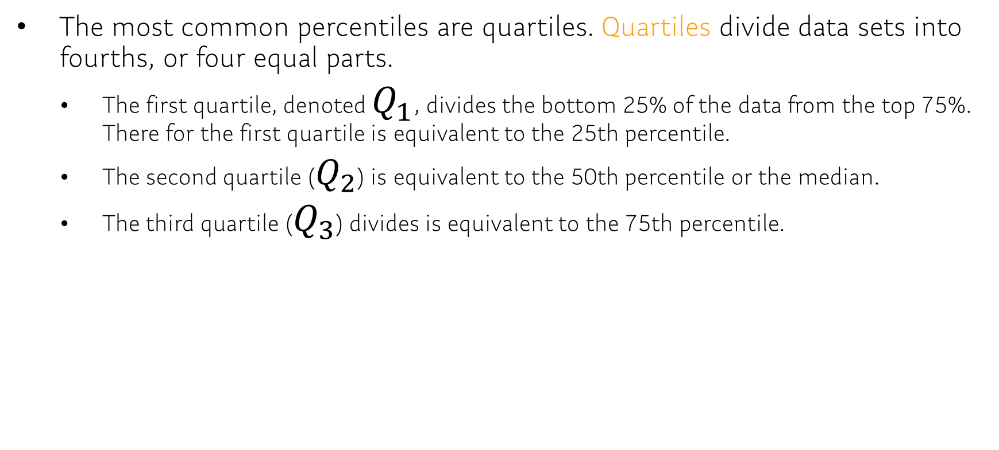 • The most common percentiles are quartiles. Quartiles divide data sets into
fourths, or four equal parts.
• The first quartile, denoted Q₁, divides the bottom 25% of the data from the top 75%.
There for the first quartile is equivalent to the 25th percentile.
• The second quartile (Q₂) is equivalent to the 50th percentile or the median.
• The third quartile (Q₃) divides is equivalent to the 75th percentile.